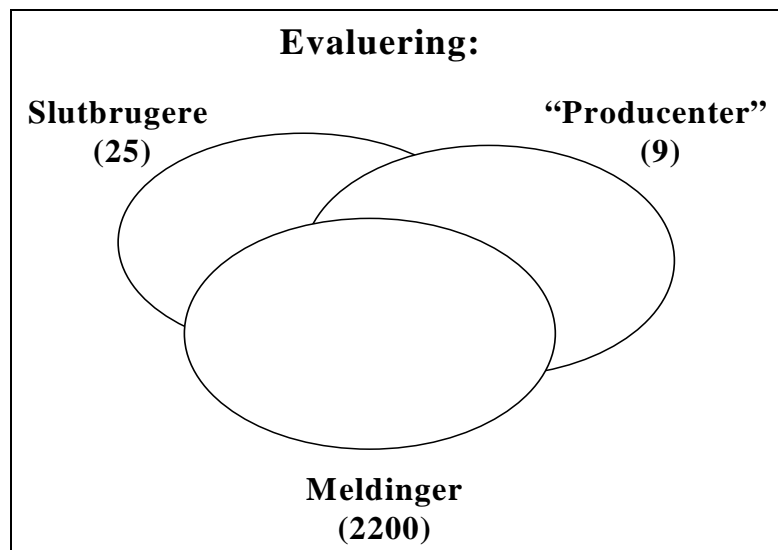 Evaluering:
Slutbrugere
(25)
“Producenter”
(9)
Meldinger
(2200)